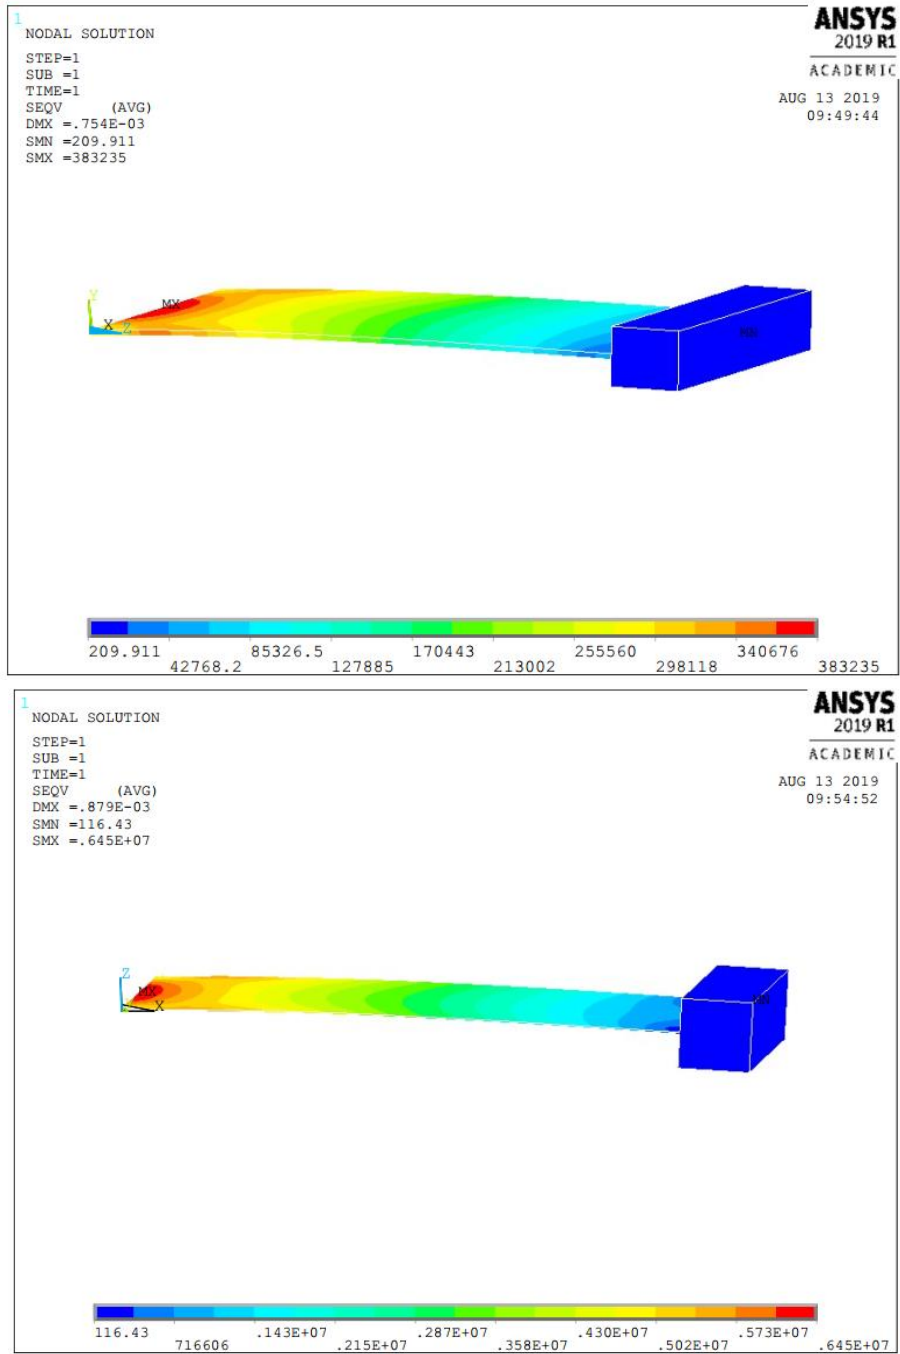 1
NODAL SOLUTION
STEP=1
SUB =1
TIME=1
SEQV (AVG)
DMX =.754E-03
SMN =209.911
SMX =383235
ANSYS
2019 R1
ACADEMIC
AUG 13 2019
09:49:44
MX
Y
X Z
MN
209.911 85326.5 170443 255560 340676
42768.2 127885 213002 298118 383235
1
NODAL SOLUTION
STEP=1
SUB =1
TIME=1
SEQV (AVG)
DMX =.879E-03
SMN =116.43
SMX =.645E+07
ANSYS
2019 R1
ACADEMIC
AUG 13 2019
09:54:52
Z
MX
X
MN
116.43 .143E+07 .287E+07 .430E+07 .573E+07
716606 .215E+07 .358E+07 .502E+07 .645E+07